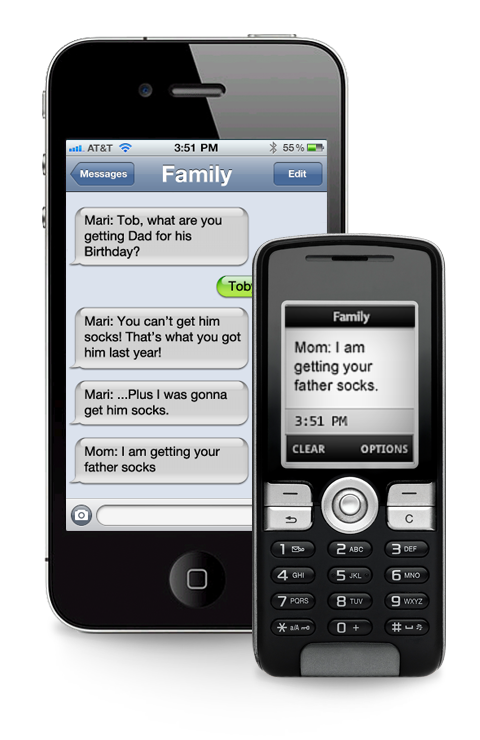 AT&T 3:51 PM 55%
Messages Family Edit
Mari: Tob, what are you
getting Dad for his
Birthday?
Mari: You can't get him
socks! That's what you got
him last year!
Mari: ...Plus I was gonna
get him socks.
Mom: I am getting your
father socks
Family
Mom: I am
getting your
father socks.
3:51 PM
CLEAR OPTIONS
C
1 2 ABC 3 DEF
4 GHI 5 JKL 6 MNO
7 PQRS 8 TUV 9 WXYZ
* a/A 0 + #